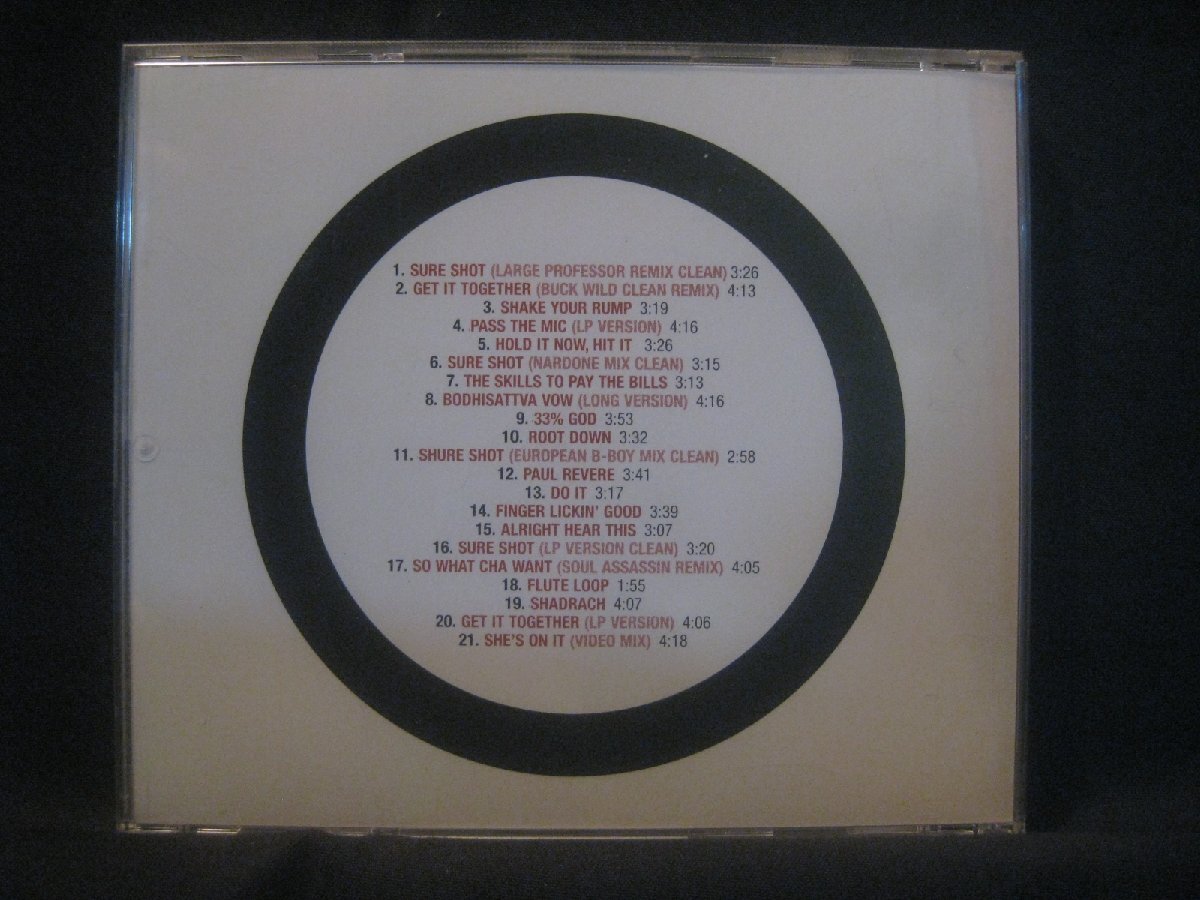 1. SURE SHOT (LARGE PROFESSOR REMIX CLEAN) 3:26
2. GET IT TOGETHER (BUCK WILD CLEAN REMIX) 4:13
3. SHAKE YOUR RUMP 3:19
4. PASS THE MIC (LP VERSION) 4:16
5. HOLD IT NOW, HIT IT 3:26
6. SURE SHOT (NARDONE MIX CLEAN) 3:15
7. THE SKILLS TO PAY THE BILLS 3:13
8. BODHISATTVA VOW (LONG VERSION) 4:16
9. 33% GOD 3:53
10. ROOT DOWN 3:32
11. SHURE SHOT (EUROPEAN B-BOY MIX CLEAN) 2:58
12. PAUL REVERE 3:41
13. DO IT 3:17
14. FINGER LICKIN' GOOD 3:39
15. ALRIGHT HEAR THIS 3:07
16. SURE SHOT (LP VERSION CLEAN) 3:20
17. SO WHAT CHA WANT (SOUL ASSASSIN REMIX) 4:05
18. FLUTE LOOP 1:55
19. SHADRACH 4:07
20. GET IT TOGETHER (LP VERSION) 4:06
21. SHE'S ON IT (VIDEO MIX) 4:18